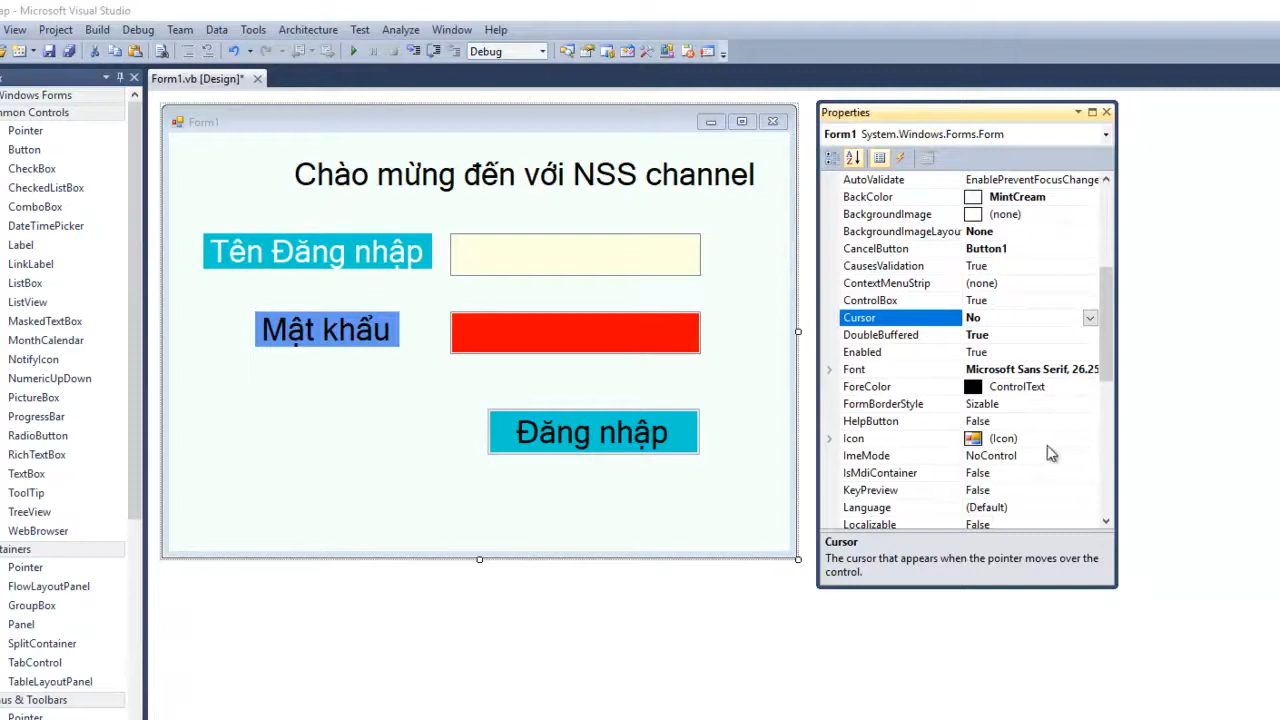 ap - Microsoft Visual Studio
View Project Build Debug Team Data Tools Architecture Test Analyze Window Help
Debug
Form1.vb [Design]*
Windows Forms
Pointer
Button
CheckBox
CheckedListBox
ComboBox
DateTimePicker
Label
LinkLabel
ListBox
ListView
MaskedTextBox
MonthCalendar
NotifyIcon
NumericUpDown
PictureBox
ProgressBar
RadioButton
RichTextBox
TextBox
ToolTip
TreeView
WebBrowser
Pointer
FlowLayoutPanel
GroupBox
Panel
SplitContainer
TabControl
TableLayoutPanel
us & Toolbars
Pointer
Form1
Chào mừng đến với NSS channel
Tên Đăng nhập
Mật khẩu
Đăng nhập
Properties
Form1 System.Windows.Forms.Form
AutoValidate EnablePreventFocusChange
BackColor MintCream
BackgroundImage (none)
BackgroundImageLayou None
CancelButton Button1
CausesValidation True
ContextMenuStrip (none)
ControlBox True
Cursor No
DoubleBuffered True
Enabled True
Font Microsoft Sans Serif, 26.25
ForeColor ControlText
FormBorderStyle Sizable
HelpButton False
Icon (Icon)
ImeMode NoControl
IsMdiContainer False
KeyPreview False
Language (Default)
Localizable False
Cursor
The cursor that appears when the pointer moves over the
control.